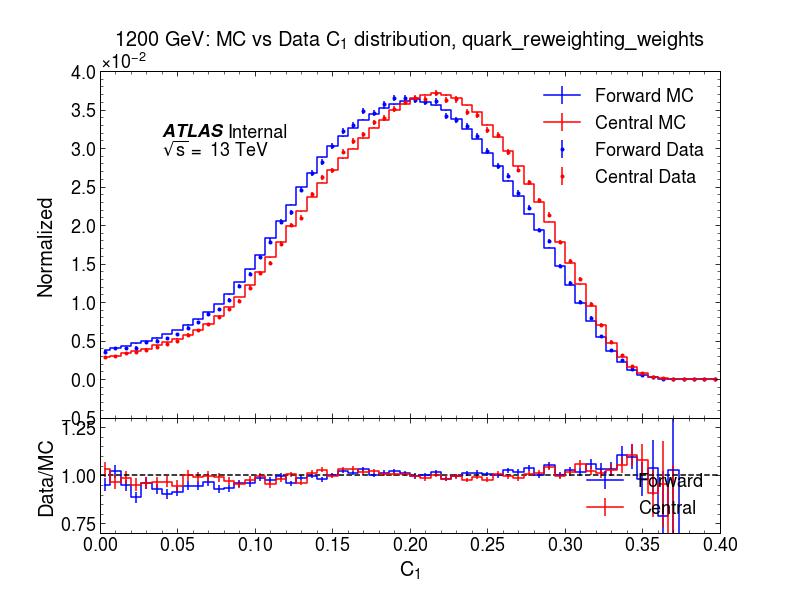 1200 GeV: MC vs Data C₁ distribution, quark_reweighting_weights
×10⁻²
4.0
3.5
3.0
2.5
2.0
1.5
1.0
0.5
0.0
−0.5
Normalized
ATLAS Internal
√s = 13 TeV
Forward MC
Central MC
Forward Data
Central Data
1.25
1.00
0.75
Data/MC
Forward
Central
0.00 0.05 0.10 0.15 0.20 0.25 0.30 0.35 0.40
C₁